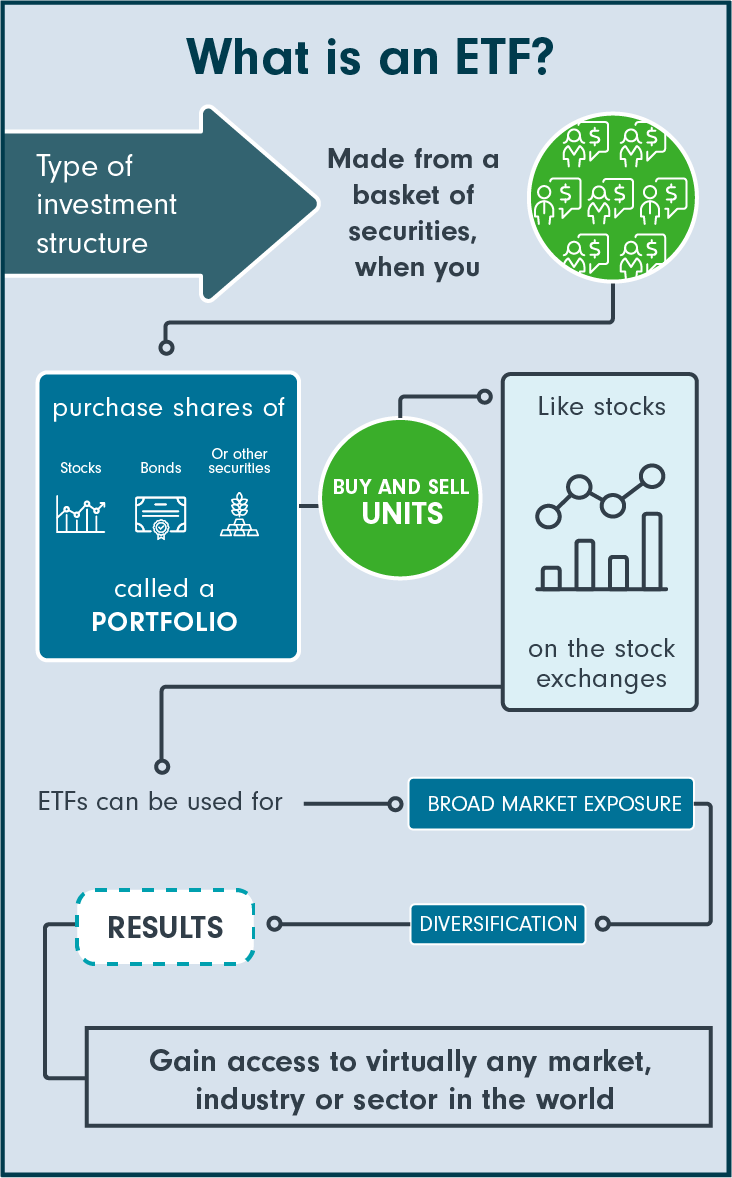 What is an ETF?
Type of
investment
structure
Made from a
basket of
securities,
when you
$ $
$ $ $
$ $
purchase shares of
Stocks
Bonds
Or other
securities
called a
PORTFOLIO
BUY AND SELL
UNITS
Like stocks
on the stock
exchanges
ETFs can be used for
BROAD MARKET EXPOSURE
DIVERSIFICATION
RESULTS
Gain access to virtually any market,
industry or sector in the world